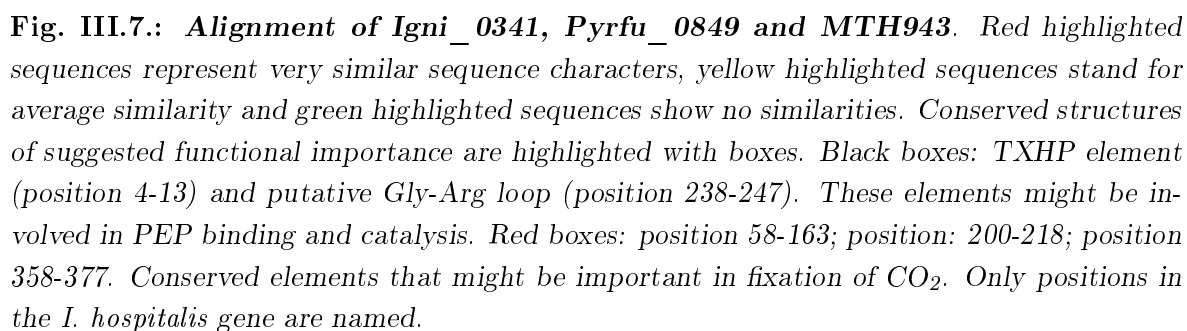 Fig. III.7.: Alignment of Igni_0341, Pyrfu_0849 and MTH943. Red highlighted
sequences represent very similar sequence characters, yellow highlighted sequences stand for
average similarity and green highlighted sequences show no similarities. Conserved structures
of suggested functional importance are highlighted with boxes. Black boxes: TXHP element
(position 4-13) and putative Gly-Arg loop (position 238-247). These elements might be in-
volved in PEP binding and catalysis. Red boxes: position 58-163; position: 200-218; position
358-377. Conserved elements that might be important in fixation of CO₂. Only positions in
the I. hospitalis gene are named.